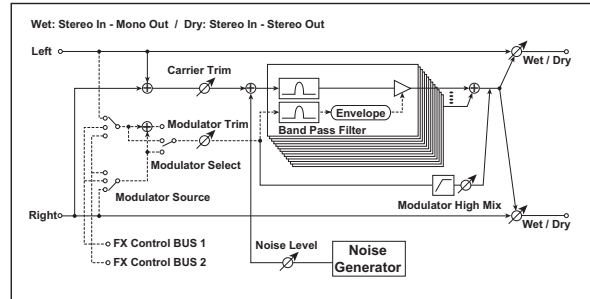 Wet: Stereo In - Mono Out / Dry: Stereo In - Stereo Out
Left
Wet / Dry
Carrier Trim
Envelope
Band Pass Filter
Modulator Trim
Modulator Select
Modulator Source
Modulator High Mix
Right
Wet / Dry
FX Control BUS 1
FX Control BUS 2
Noise Level
Noise
Generator